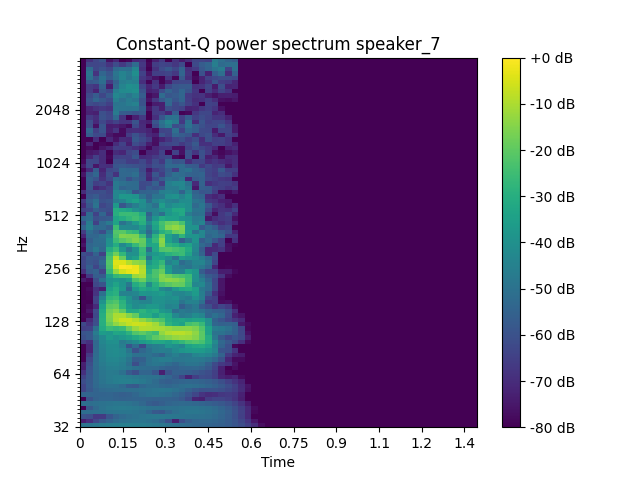 Constant-Q power spectrum speaker_7
Hz
2048
1024
512
256
128
64
32
0 0.15 0.3 0.45 0.6 0.75 0.9 1.1 1.2 1.4
Time
+0 dB
-10 dB
-20 dB
-30 dB
-40 dB
-50 dB
-60 dB
-70 dB
-80 dB